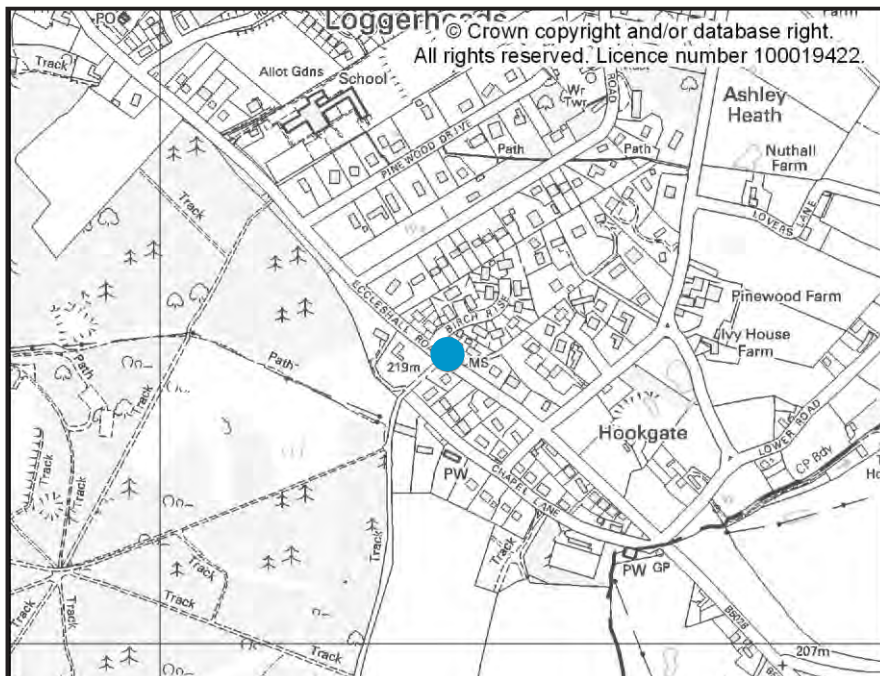 Loggerheads
© Crown copyright and/or database right.
All rights reserved. Licence number 100019422.
PO
Track
Allot Gdns
School
Wr
Twr
ROAD
Ashley
Heath
Farm
PINEWOOD DRIVE
Path
Path
Nuthall
Farm
Track
LOVERS LANE
ECCLESHALL ROAD
BIRCH RISE
Pinewood Farm
Ivy House
Farm
Path
Path
219m
MS
Hookgate
LOWER ROAD
CP Bdy
Track
Track
PW
CHAPEL LANE
Track
Track
PW
GP
Track
B5026
Track
207m